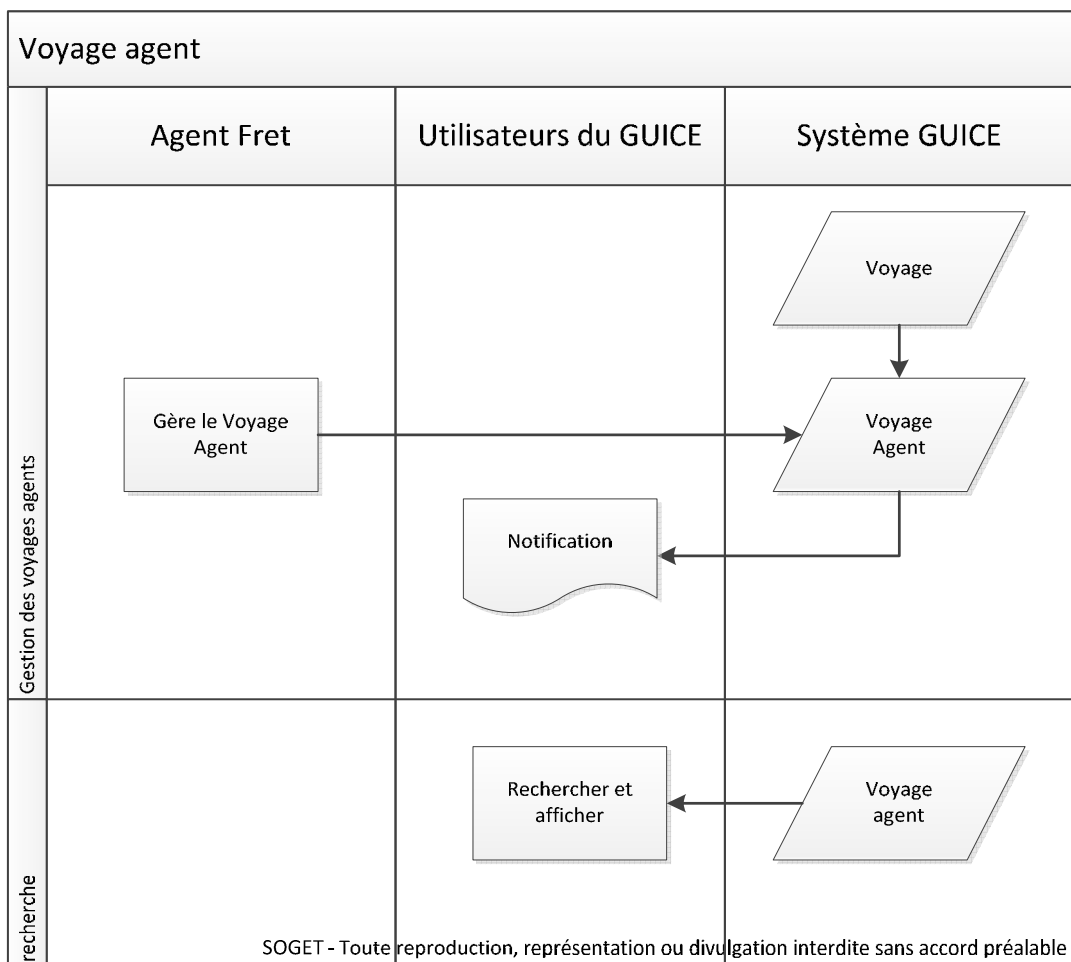 Voyage agent
Agent Fret
Utilisateurs du GUICE
Système GUICE
Gestion des voyages agents
Voyage
Gère le Voyage
Agent
Voyage
Agent
Notification
recherche
Rechercher et
afficher
Voyage
agent
SOGET - Toute reproduction, représentation ou divulgation interdite sans accord préalable